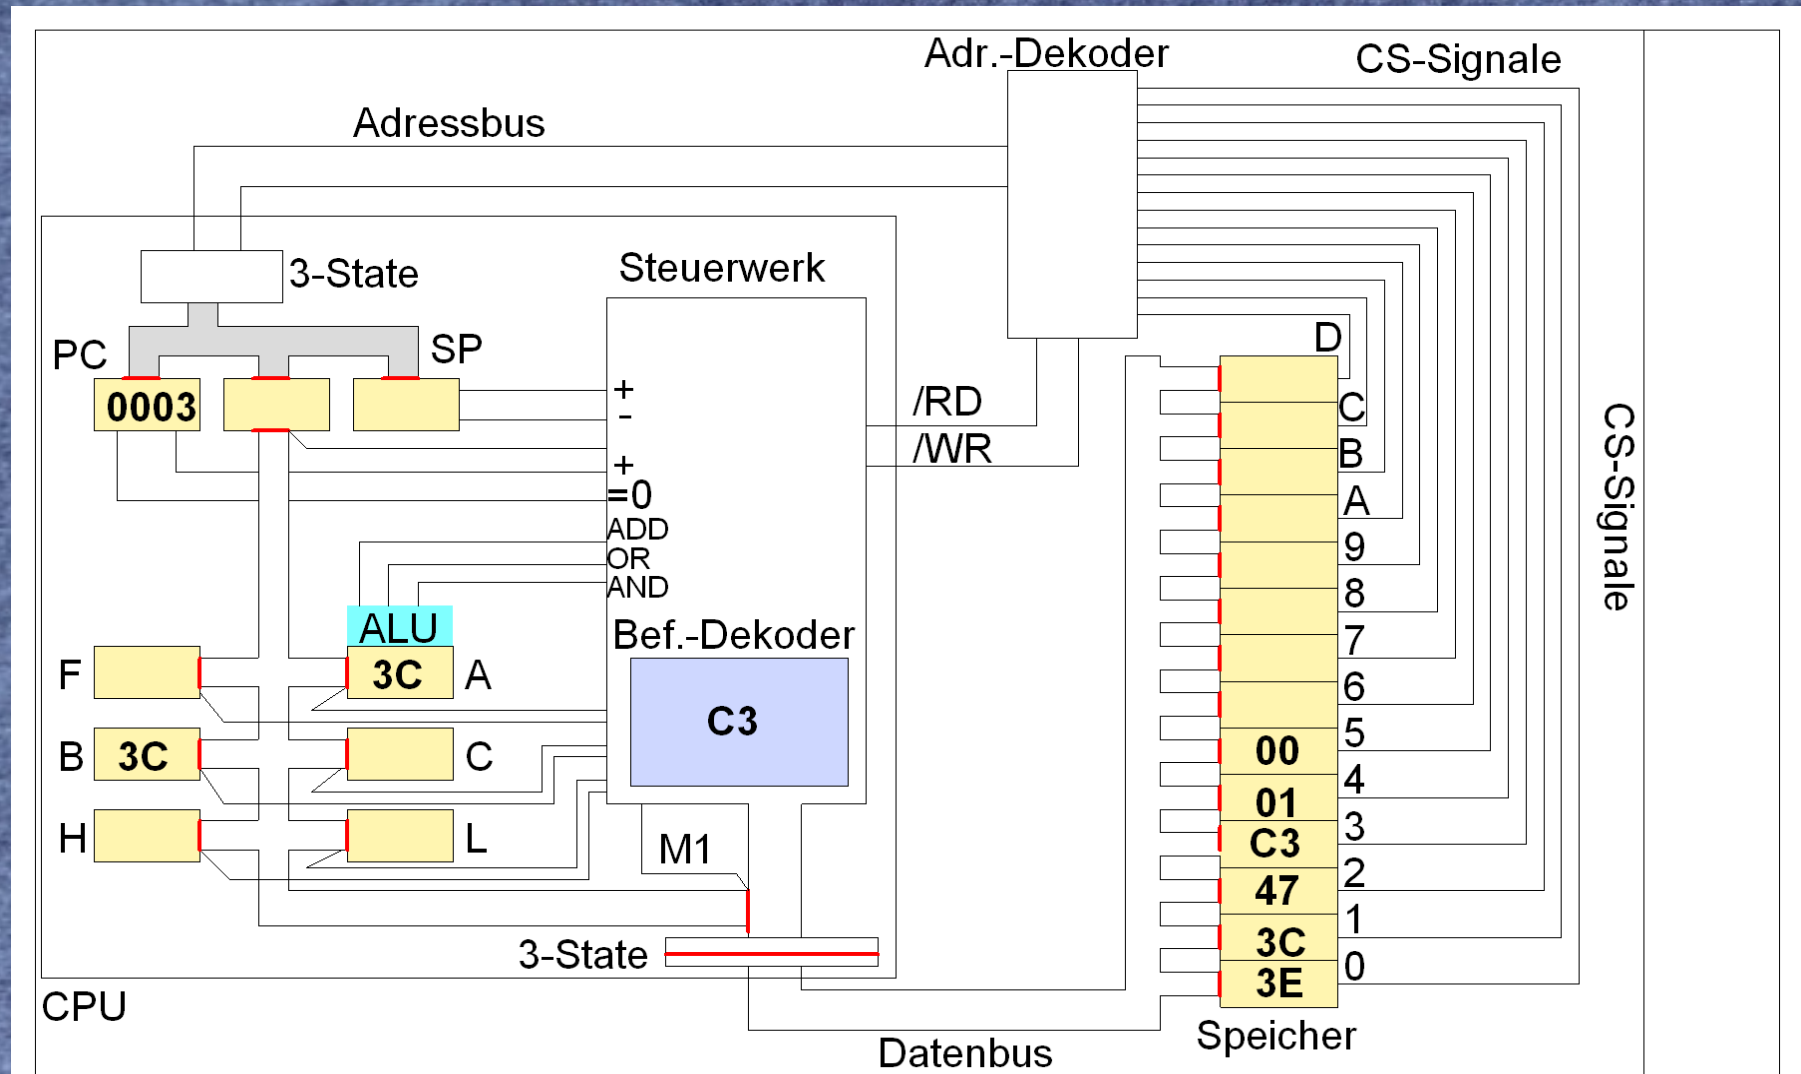 Adr.-Dekoder
CS-Signale
Adressbus
3-State
Steuerwerk
PC
SP
0003
+
-
+
=0
ADD
OR
AND
/RD
/WR
ALU
Bef.-Dekoder
F
3C
A
C3
B
3C
C
H
L
M1
3-State
CPU
Datenbus
D
C
B
A
9
8
7
6
5
00
4
01
3
C3
2
47
1
3C
0
3E
Speicher
CS-Signale